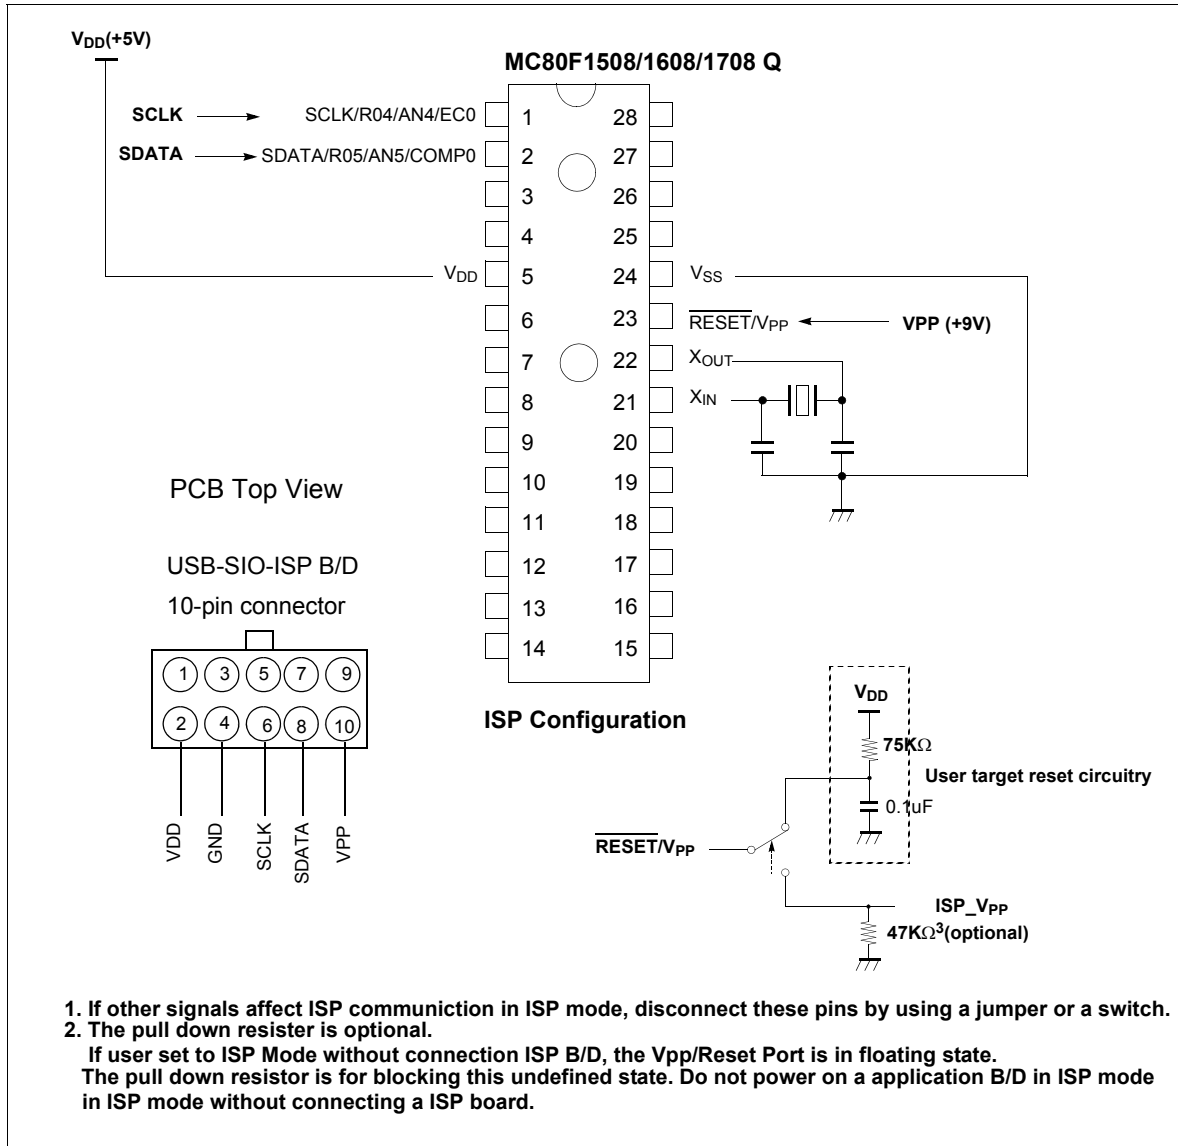 VDD(+5V)
MC80F1508/1608/1708 Q
SCLK SCLK/R04/AN4/EC0 1 28
SDATA SDATA/R05/AN5/COMP0 2 27
3 26
4 25
VDD 5 24 VSS
6 23 RESET/VPP VPP (+9V)
7 22 XOUT
8 21 XIN
9 20
10 19
11 18
12 17
13 16
14 15
ISP Configuration
PCB Top View
USB-SIO-ISP B/D
10-pin connector
1 3 5 7 9
2 4 6 8 10
VDD
GND
SCLK
SDATA
VPP
VDD
75KΩ
User target reset circuitry
0.1uF
RESET/VPP
ISP_VPP
47KΩ3(optional)
1. If other signals affect ISP communiction in ISP mode, disconnect these pins by using a jumper or a switch.
2. The pull down resister is optional.
If user set to ISP Mode without connection ISP B/D, the Vpp/Reset Port is in floating state.
The pull down resistor is for blocking this undefined state. Do not power on a application B/D in ISP mode
in ISP mode without connecting a ISP board.